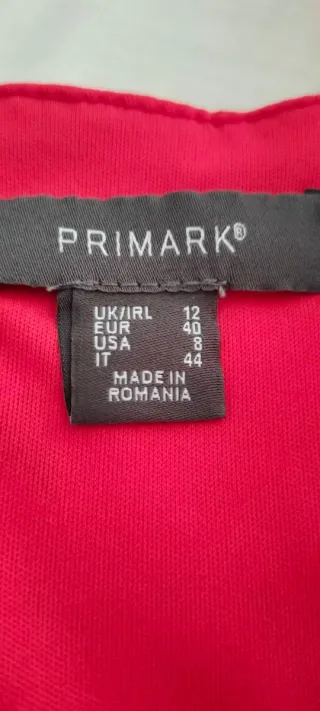 PRIMARK®
UK/IRL 12
EUR 40
USA 8
IT 44
MADE IN
ROMANIA